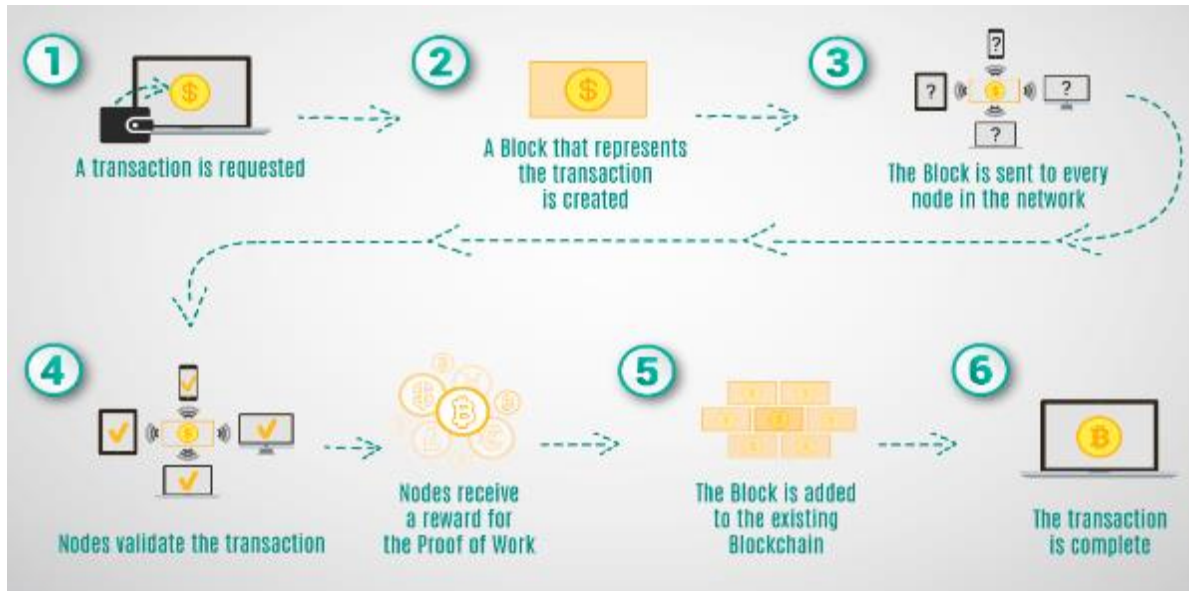 1
A transaction is requested
2
A Block that represents
the transaction
is created
3
?
?
?
?
$
$
$
The Block is sent to every
node in the network
4
$
Nodes validate the transaction
Nodes receive
a reward for
the Proof of Work
5
The Block is added
to the existing
Blockchain
6
The transaction
is complete